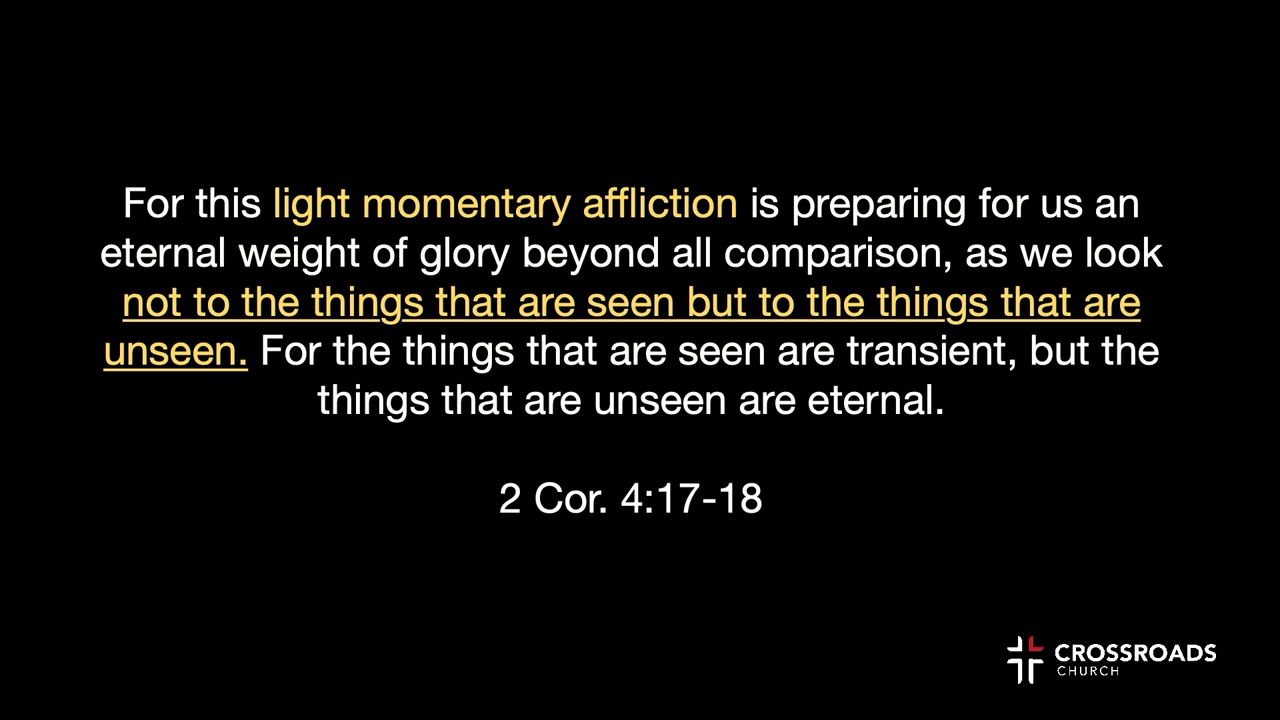 For this light momentary affliction is preparing for us an
eternal weight of glory beyond all comparison, as we look
not to the things that are seen but to the things that are
unseen. For the things that are seen are transient, but the
things that are unseen are eternal.
2 Cor. 4:17-18
CROSSROADS
CHURCH